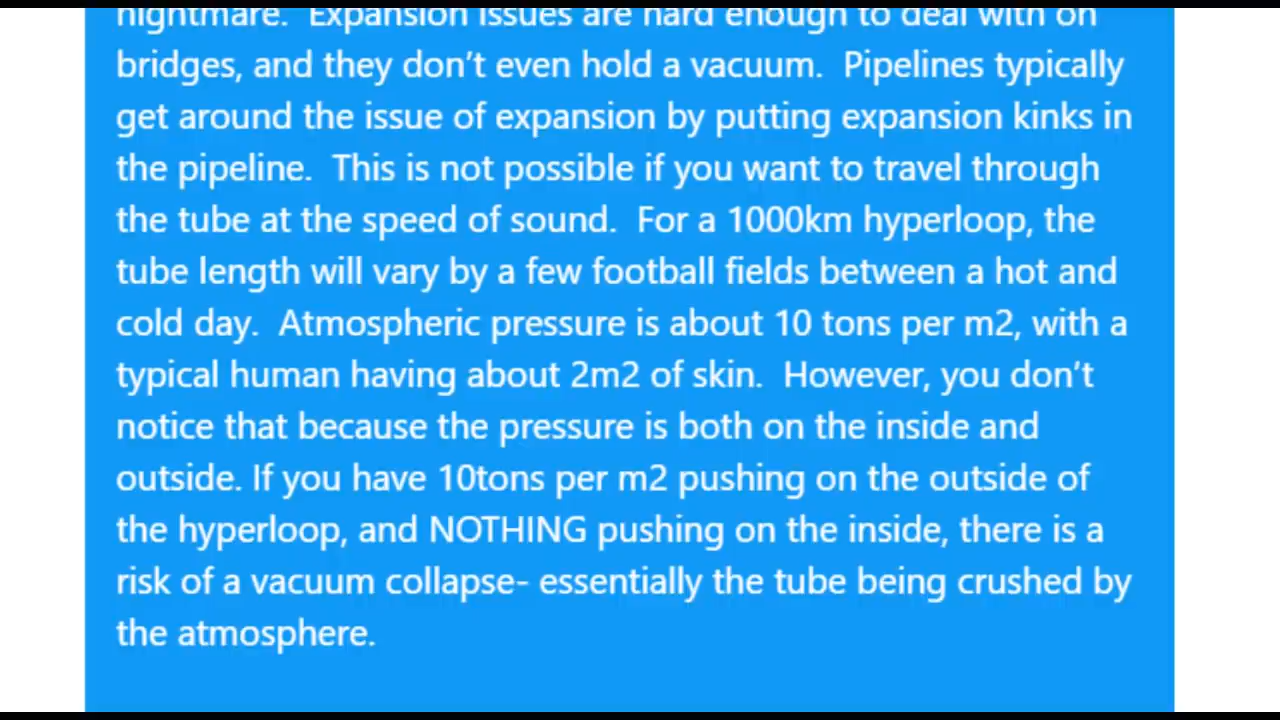 nightmare.  Expansion issues are hard enough to deal with on
bridges, and they don’t even hold a vacuum.  Pipelines typically
get around the issue of expansion by putting expansion kinks in
the pipeline.  This is not possible if you want to travel through
the tube at the speed of sound.  For a 1000km hyperloop, the
tube length will vary by a few football fields between a hot and
cold day.  Atmospheric pressure is about 10 tons per m2, with a
typical human having about 2m2 of skin.  However, you don’t
notice that because the pressure is both on the inside and
outside. If you have 10tons per m2 pushing on the outside of
the hyperloop, and NOTHING pushing on the inside, there is a
risk of a vacuum collapse- essentially the tube being crushed by
the atmosphere.